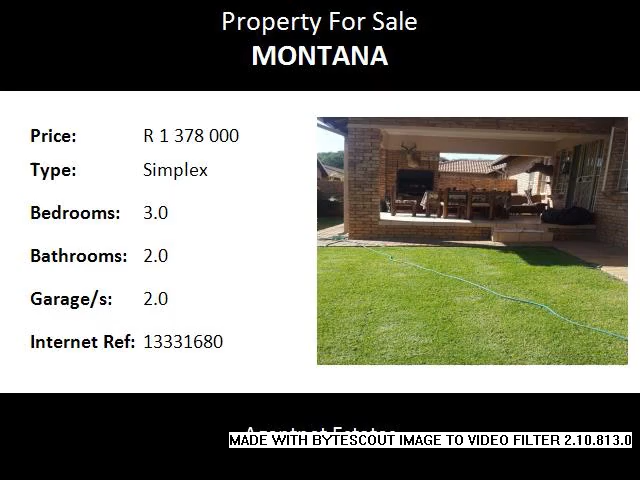 Property For Sale
MONTANA
Price: R 1 378 000
Type: Simplex
Bedrooms: 3.0
Bathrooms: 2.0
Garage/s: 2.0
Internet Ref: 13331680
MADE WITH BYTESCOUT IMAGE TO VIDEO FILTER 2.10.813.0